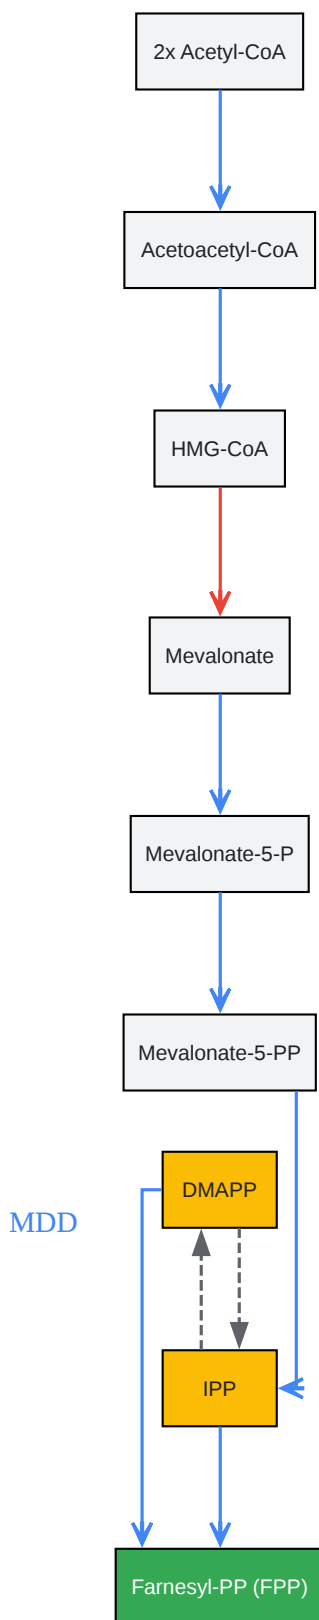 2x Acetyl-CoA
Acetoacetyl-CoA
HMG-CoA
Mevalonate
Mevalonate-5-P
Mevalonate-5-PP
DMAPP
MDD
IPP
Farnesyl-PP (FPP)